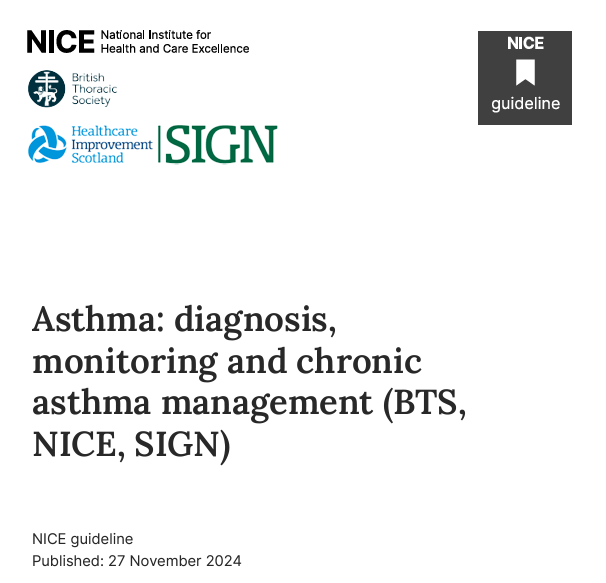 NICE National Institute for
Health and Care Excellence
British
Thoracic
Society
Healthcare
Improvement
Scotland
SIGN
NICE
guideline
Asthma: diagnosis,
monitoring and chronic
asthma management (BTS,
NICE, SIGN)
NICE guideline
Published: 27 November 2024